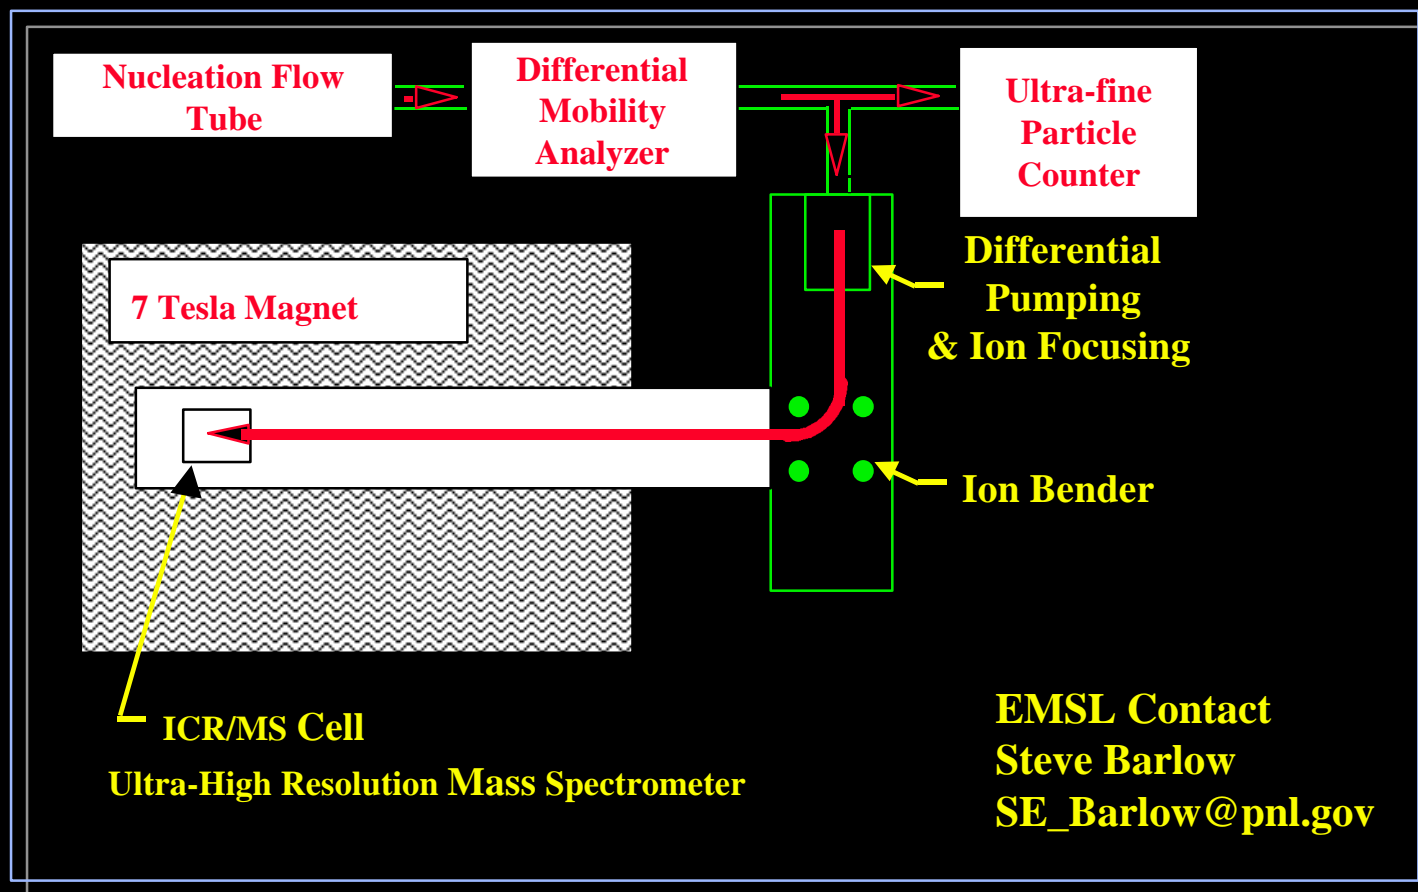 Nucleation Flow
Tube
Differential
Mobility
Analyzer
Ultra-fine
Particle
Counter
Differential
Pumping
& Ion Focusing
7 Tesla Magnet
Ion Bender
ICR/MS Cell
Ultra-High Resolution Mass Spectrometer
EMSL Contact
Steve Barlow
SE_Barlow@pnl.gov